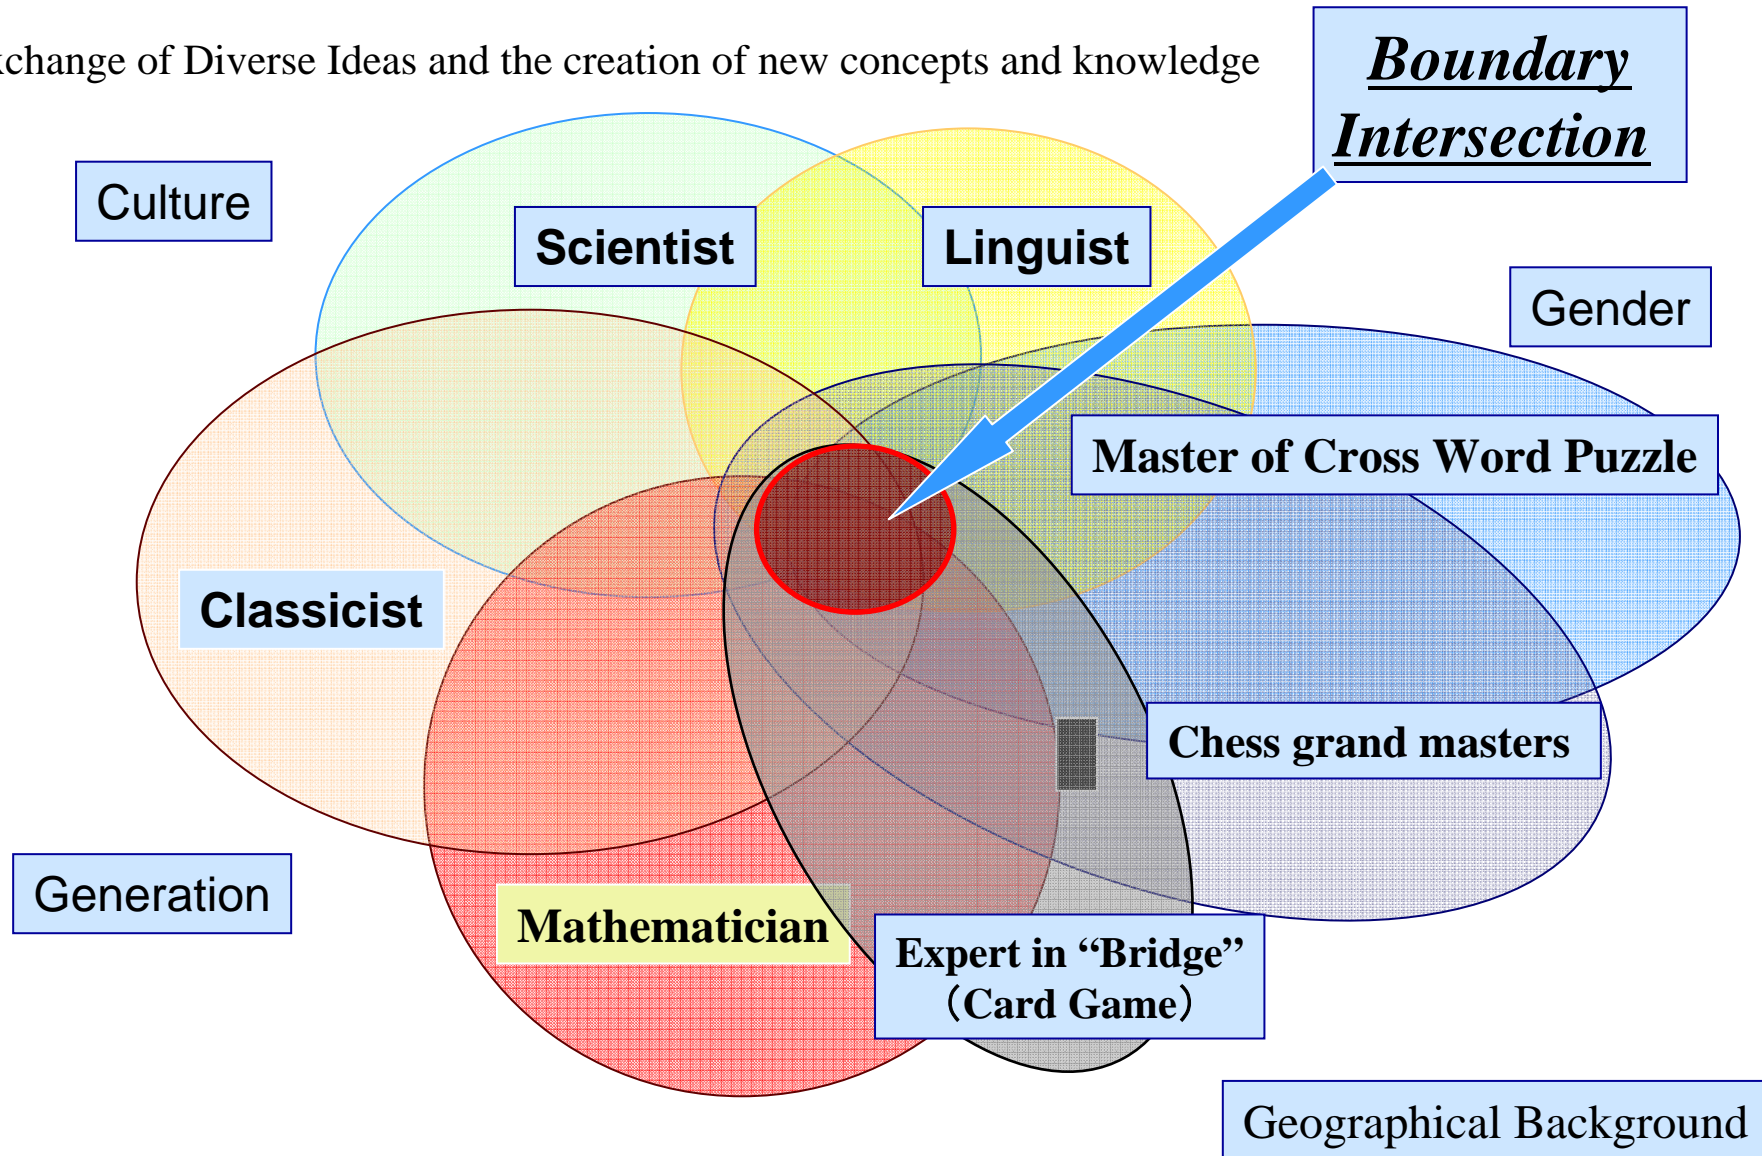 xchange of Diverse Ideas and the creation of new concepts and knowledge
Boundary
Intersection
Culture
Scientist
Linguist
Gender
Master of Cross Word Puzzle
Classicist
Chess grand masters
Generation
Mathematician
Expert in “Bridge”
（Card Game）
Geographical Background